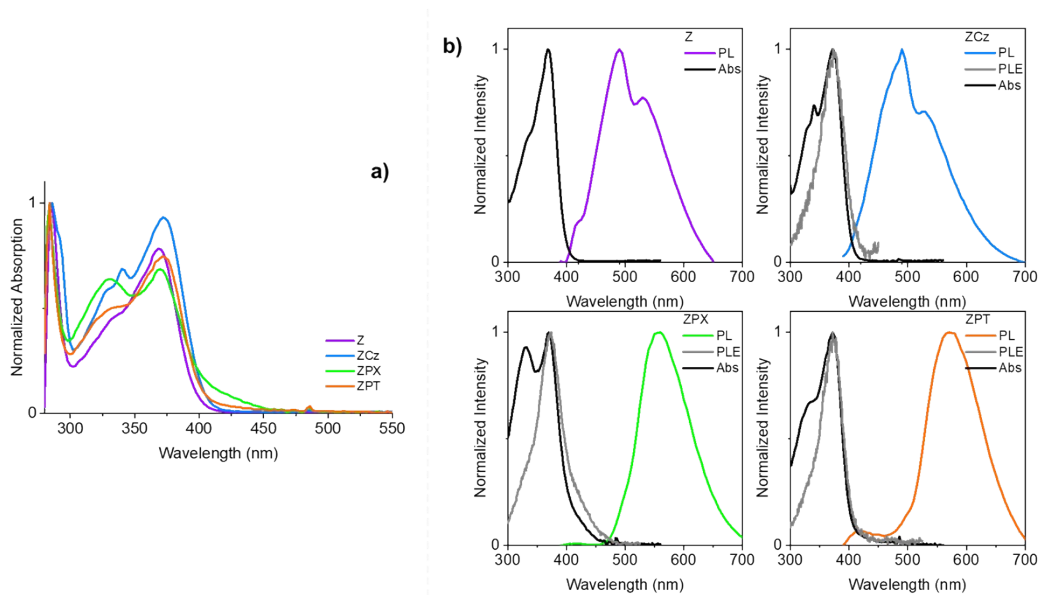 a)
1
Normalized Absorption
0
Z
ZCz
ZPX
ZPT
300 350 400 450 500 550
Wavelength (nm)
b)
Z
PL
Abs
1
Normalized Intensity
0
300 400 500 600 700
Wavelength (nm)
ZCz
PL
PLE
Abs
1
Normalized Intensity
0
300 400 500 600 700
Wavelength (nm)
ZPX
PL
PLE
Abs
1
Normalized Intensity
0
300 400 500 600 700
Wavelength (nm)
ZPT
PL
PLE
Abs
1
Normalized Intensity
0
300 400 500 600 700
Wavelength (nm)